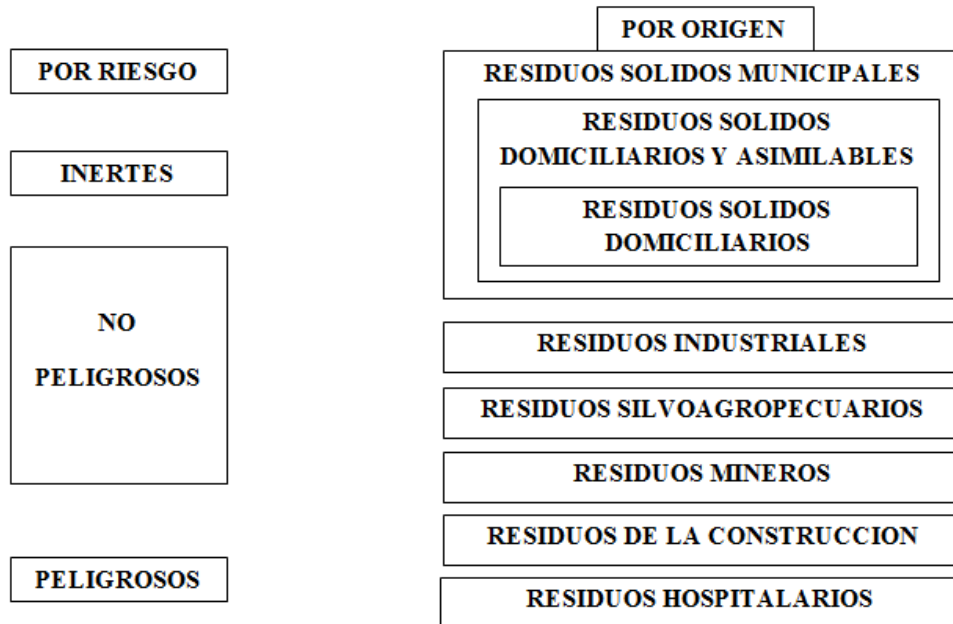 POR RIESGO
INERTES
NO
PELIGROSOS
PELIGROSOS
POR ORIGEN
RESIDUOS SOLIDOS MUNICIPALES
RESIDUOS SOLIDOS
DOMICILIARIOS Y ASIMILABLES
RESIDUOS SOLIDOS
DOMICILIARIOS
RESIDUOS INDUSTRIALES
RESIDUOS SILVOAGROPECUARIOS
RESIDUOS MINEROS
RESIDUOS DE LA CONSTRUCCION
RESIDUOS HOSPITALARIOS